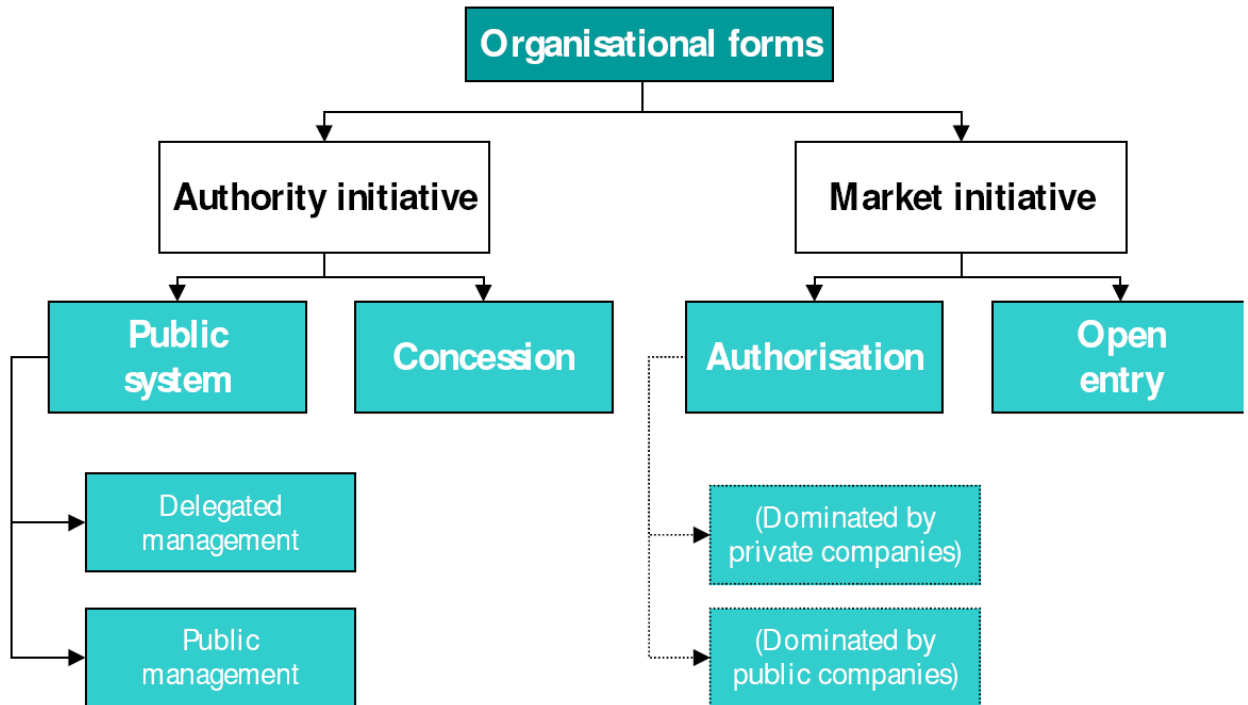 Organisational forms
Authority initiative
Market initiative
Public
system
Concession
Authorisation
Open
entry
Delegated
management
(Dominated by
private companies)
Public
management
(Dominated by
public companies)